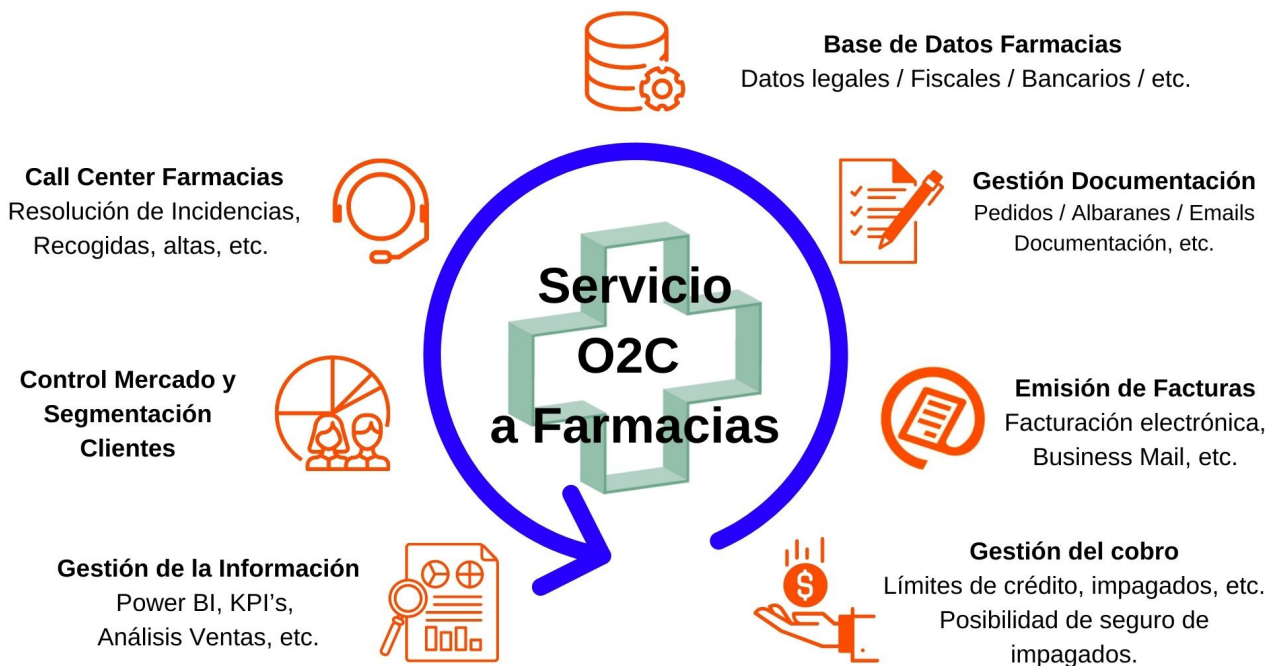 Base de Datos Farmacias
Datos legales / Fiscales / Bancarios / etc.
Call Center Farmacias
Resolución de Incidencias,
Recogidas, altas, etc.
Gestión Documentación
Pedidos / Albaranes / Emails
Documentación, etc.
Servicio
O2C
a Farmacias
Control Mercado y
Segmentación
Clientes
Emisión de Facturas
Facturación electrónica,
Business Mail, etc.
Gestión de la Información
Power BI, KPI’s,
Análisis Ventas, etc.
Gestión del cobro
Límites de crédito, impagados, etc.
Posibilidad de seguro de
impagados.
$